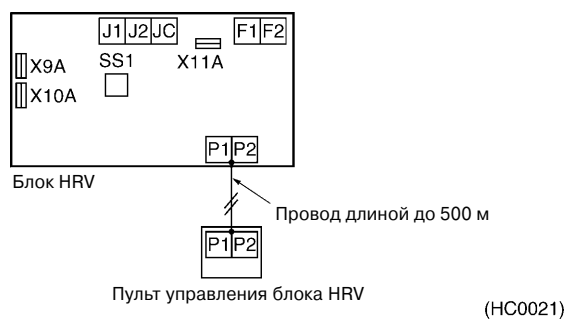 J1 J2 JC F1 F2
X9A SS1 X11A
X10A
P1 P2
Блок HRV
Провод длиной до 500 м
P1 P2
Пульт управления блока HRV
(HC0021)